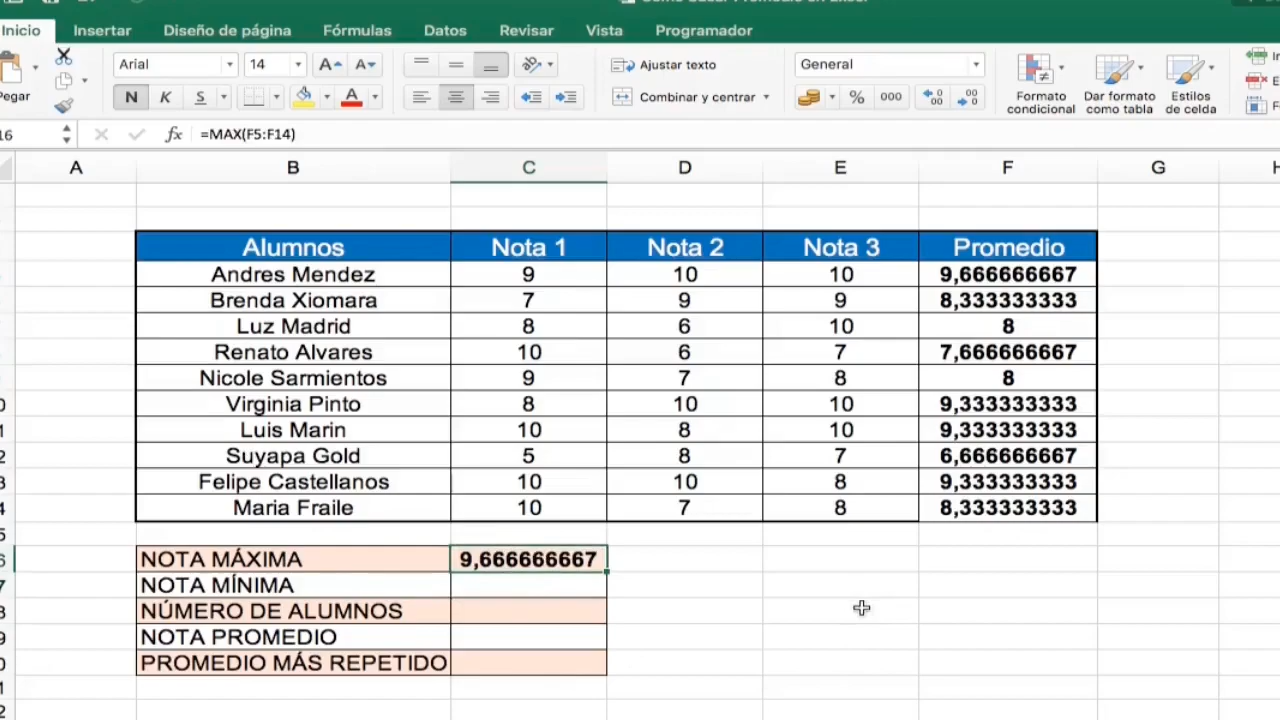 Inicio Insertar Diseño de página Fórmulas Datos Revisar Vista Programador
Pegar
Arial 14 A A
N K S A
Ajustar texto
Combinar y centrar
General
% 000
Formato condicional
Dar formato como tabla
Estilos de celda
16 fx =MAX(F5:F14)
A B C D E F G H
Alumnos Nota 1 Nota 2 Nota 3 Promedio
Andres Mendez 9 10 10 9,666666667
Brenda Xiomara 7 9 9 8,333333333
Luz Madrid 8 6 10 8
Renato Alvares 10 6 7 7,666666667
Nicole Sarmientos 9 7 8 8
Virginia Pinto 8 10 10 9,333333333
Luis Marin 10 8 10 9,333333333
Suyapa Gold 5 8 7 6,666666667
Felipe Castellanos 10 10 8 9,333333333
Maria Fraile 10 7 8 8,333333333
NOTA MÁXIMA 9,666666667
NOTA MÍNIMA
NÚMERO DE ALUMNOS
NOTA PROMEDIO
PROMEDIO MÁS REPETIDO